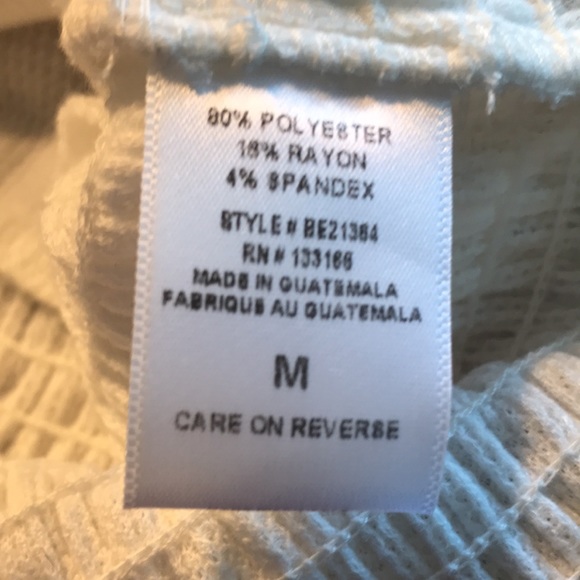 80% POLYESTER
16% RAYON
4% SPANDEX
STYLE # BE21364
RN # 133166
MADE IN GUATEMALA
FABRIQUE AU GUATEMALA
M
CARE ON REVERSE